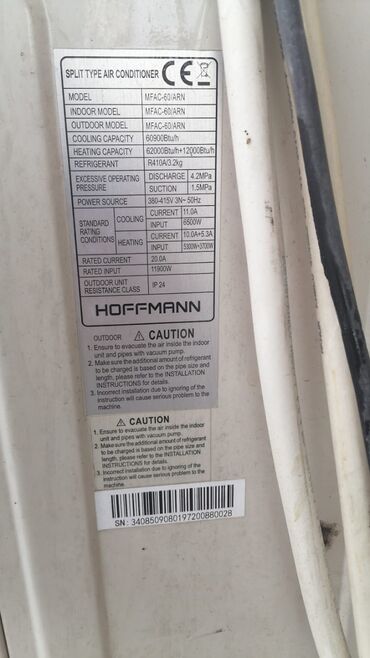 SPLIT TYPE AIR CONDITIONER CE
MODEL MFAC-60/ARN
INDOOR MODEL MFAC-60/ARN
OUTDOOR MODEL MFAC-60/ARN
COOLING CAPACITY 60900Btu/h
HEATING CAPACITY 62000Btu/h+12000Btu/h
REFRIGERANT R410A/3.2kg
EXCESSIVE OPERATING PRESSURE DISCHARGE 4.2MPa
SUCTION 1.5MPa
POWER SOURCE 380-415V 3N~ 50Hz
STANDARD RATING CONDITIONS COOLING CURRENT 11.0A
INPUT 6500W
HEATING CURRENT 10.0A+5.3A
INPUT 5300W+3700W
RATED CURRENT 20.0A
RATED INPUT 11900W
OUTDOOR UNIT RESISTANCE CLASS IP 24
HOFFMANN
OUTDOOR CAUTION
1. Ensure to evacuate the air inside the indoor
unit and pipes with vacuum pump.
2. Make sure the additional amount of refrigerant
to be charged is based on the pipe size and
length, please refer to the INSTALLATION
INSTRUCTIONS for details.
3. Incorrect installation due to ignoring of the
instruction will cause serious problem to the
machine.
CAUTION
1. Ensure to evacuate the air inside the indoor
unit and pipes with vacuum pump.
2. Make sure the additional amount of refrigerant
to be charged is based on the pipe size and
length, please refer to the INSTALLATION
INSTRUCTIONS for details.
3. Incorrect installation due to ignoring of the
instruction will cause serious problem to the
machine.
SN: 3408509080197200880028